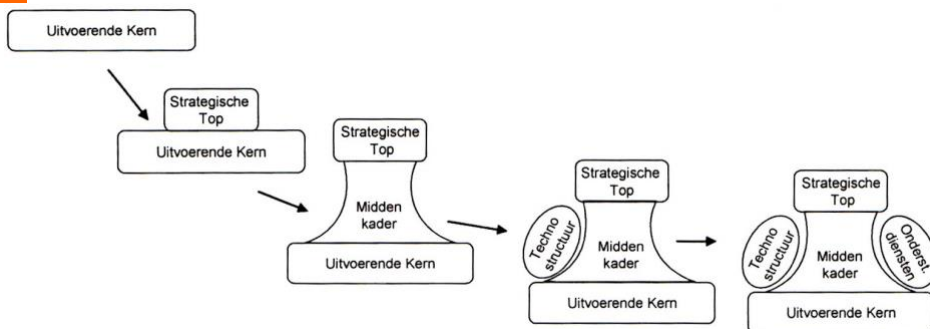 Uitvoerende Kern
Strategische
Top
Uitvoerende Kern
Strategische
Top
Midden
kader
Uitvoerende Kern
Strategische
Top
Techno
structuur
Midden
kader
Uitvoerende Kern
Strategische
Top
Techno
structuur
Midden
kader
Onderst.
diensten
Uitvoerende Kern